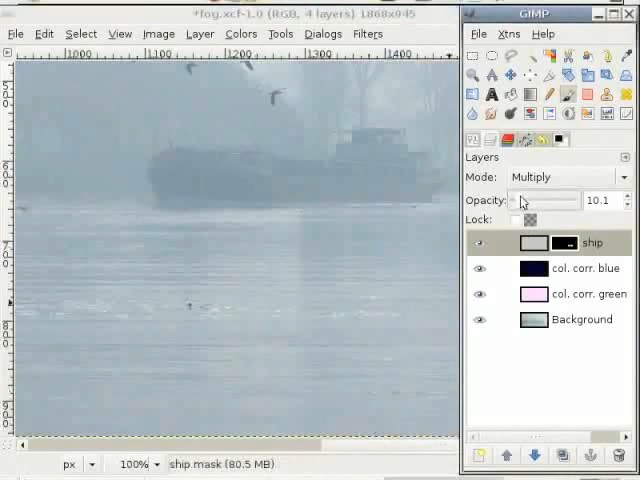 *fog.xcf-1.0 (RGB, 4 layers) 1868x945
GIMP
File Edit Select View Image Layer Colors Tools Dialogs Filters
File Xtns Help
1000 1100 1200 1300 1400
Layers
Mode: Multiply
Opacity: 10.1
Lock:
ship
col. corr. blue
col. corr. green
Background
px 100% ship.mask (80.5 MB)